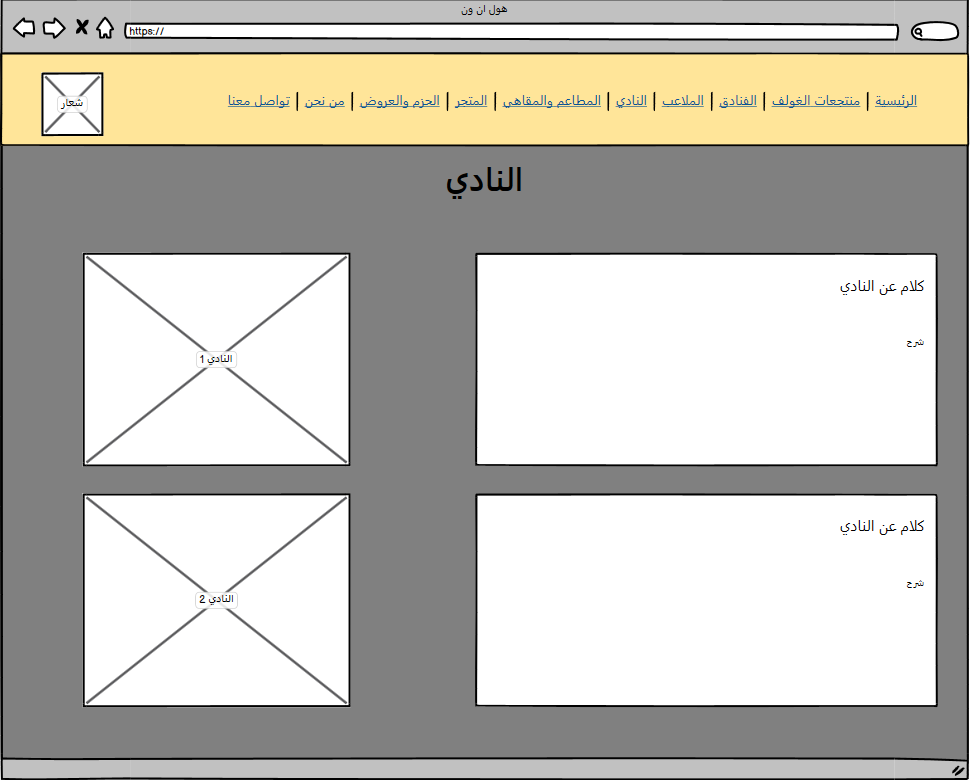 هول ان ون
https://
شعار
الرئيسية | منتجعات الغولف | الفنادق | الملاعب | النادي | المطاعم والمقاهي | المتجر | الحزم والعروض | من نحن | تواصل معنا
النادي
كلام عن النادي
شرح
النادي 1
كلام عن النادي
شرح
النادي 2